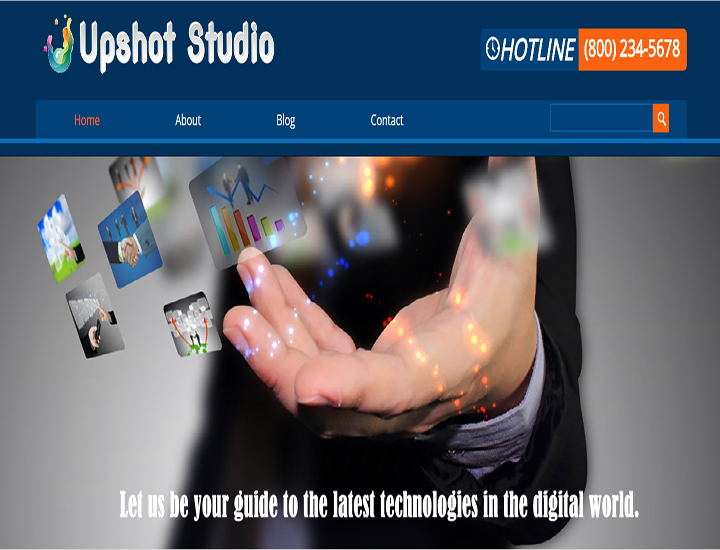 Upshot Studio
HOTLINE (800) 234-5678
Home About Blog Contact
Let us be your guide to the latest technologies in the digital world.